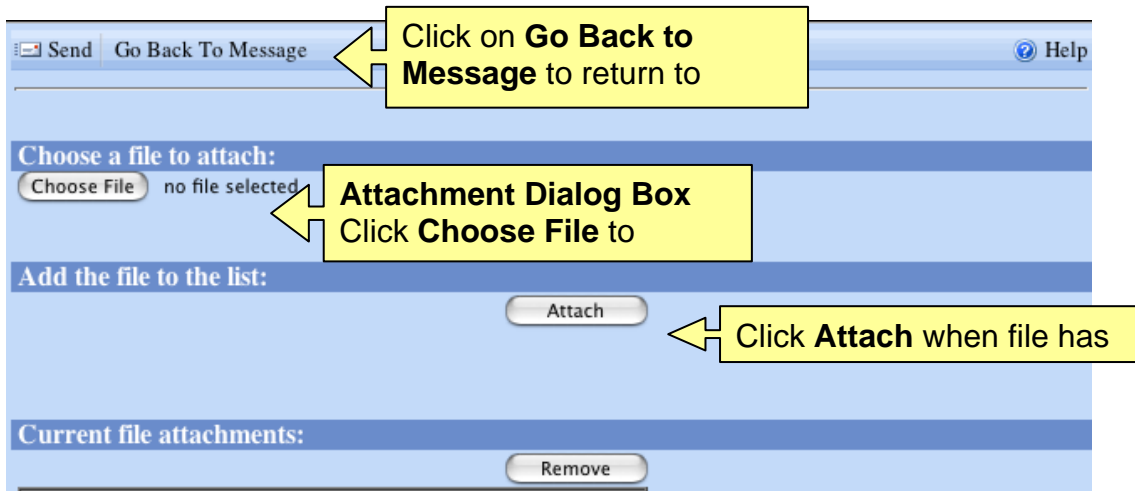 Send Go Back To Message
Click on Go Back to
Message to return to
Help
Choose a file to attach:
Choose File no file selected
Attachment Dialog Box
Click Choose File to
Add the file to the list:
Attach
Click Attach when file has
Current file attachments:
Remove